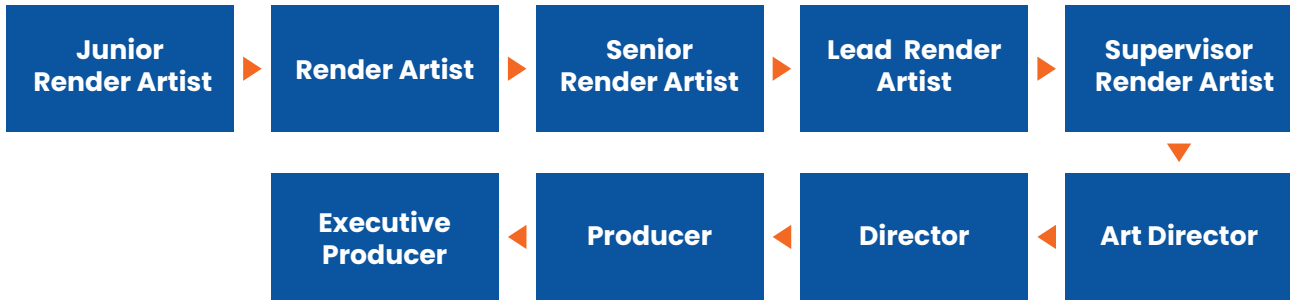 Junior
Render Artist
Render Artist
Senior
Render Artist
Lead Render
Artist
Supervisor
Render Artist
Art Director
Director
Producer
Executive
Producer